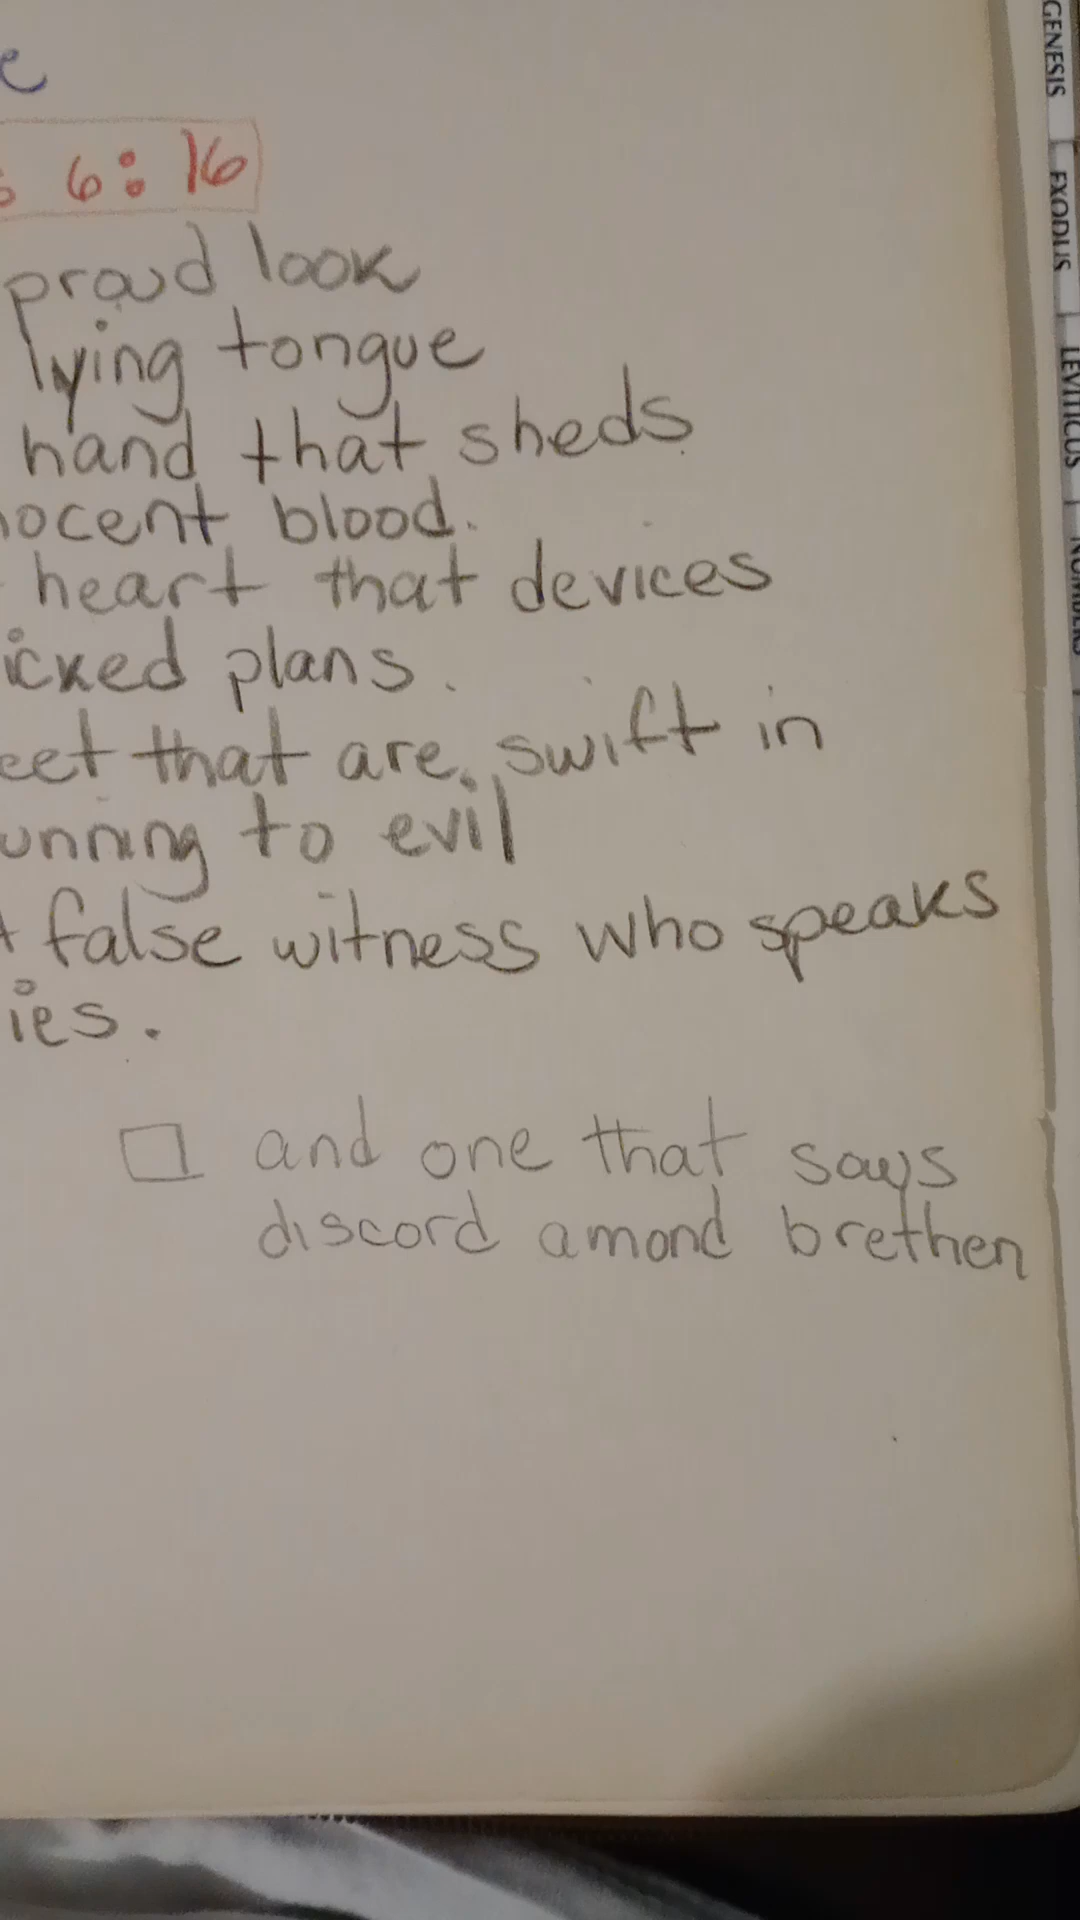 e
6:16
proud look
lying tongue
hand that sheds
nocent blood.
heart that devices
icked plans.
eet that are swift in
unning to evil
A false witness who speaks
ies.
and one that sows
discord amond brethen
GENESIS
EXODUS
LEVITICUS
NUMBERS